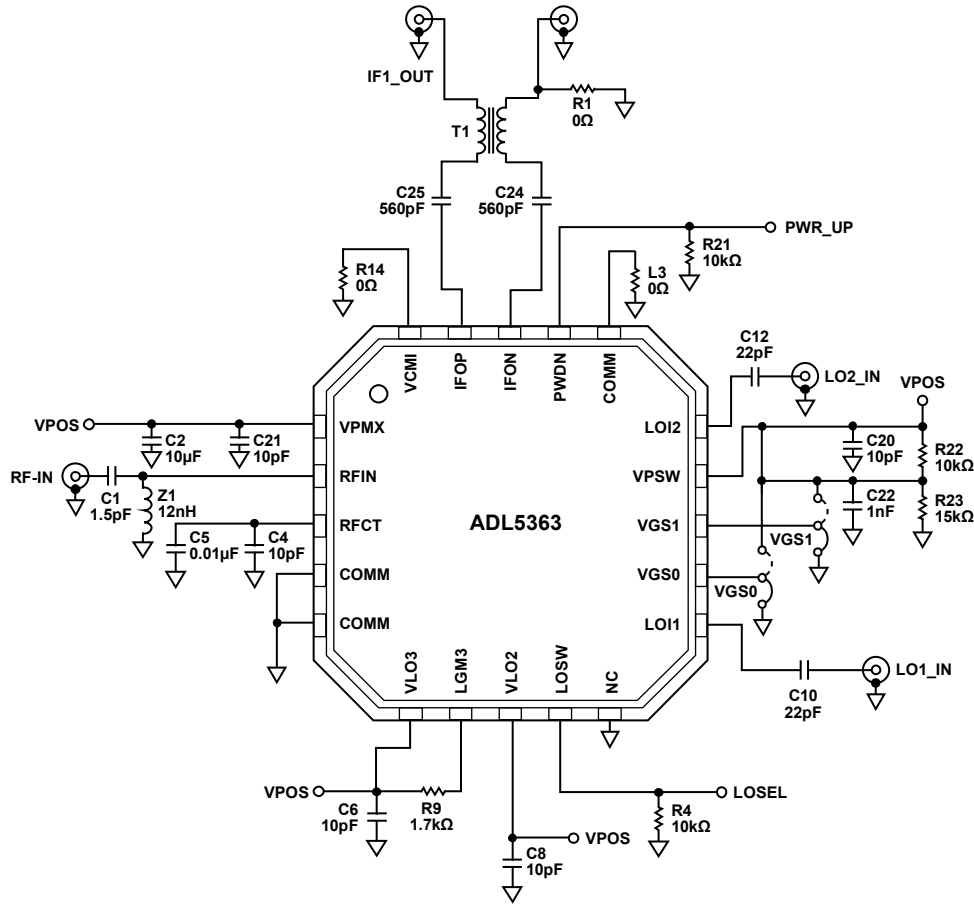 IF1_OUT
R1
0Ω
T1
C25
560pF
C24
560pF
PWR_UP
R21
10kΩ
R14
0Ω
L3
0Ω
C12
22pF
LO2_IN
VPOS
VCMI
IFOP
IFON
PWDN
COMM
VPOS
C2
10µF
C21
10pF
VPMX
LOI2
C20
10pF
R22
10kΩ
RF-IN
C1
1.5pF
Z1
12nH
RFIN
VPSW
C22
1nF
R23
15kΩ
C5
0.01µF
C4
10pF
RFCT
ADL5363
VGS1
VGS1
COMM
VGS0
VGS0
COMM
LOI1
LO1_IN
C10
22pF
VLO3
LGM3
VLO2
LOSW
NC
VPOS
C6
10pF
R9
1.7kΩ
LOSEL
R4
10kΩ
VPOS
C8
10pF